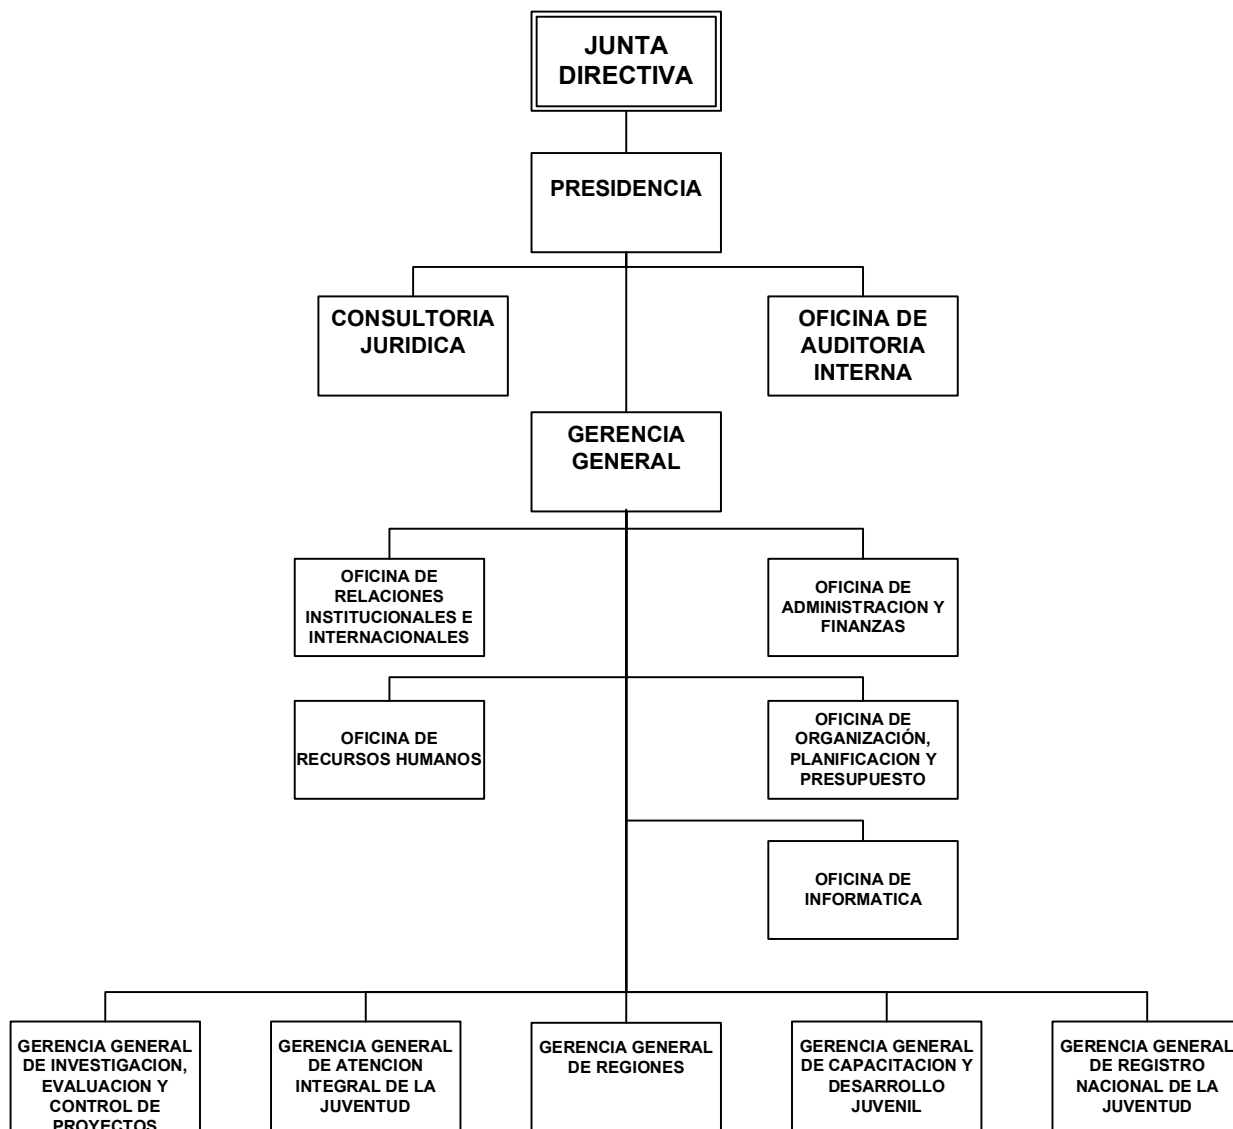 JUNTA
DIRECTIVA
PRESIDENCIA
CONSULTORIA
JURIDICA
OFICINA DE
AUDITORIA
INTERNA
GERENCIA
GENERAL
OFICINA DE
RELACIONES
INSTITUCIONALES E
INTERNACIONALES
OFICINA DE
ADMINISTRACION Y
FINANZAS
OFICINA DE
RECURSOS HUMANOS
OFICINA DE
ORGANIZACIÓN,
PLANIFICACION Y
PRESUPUESTO
OFICINA DE
INFORMATICA
GERENCIA GENERAL
DE INVESTIGACION,
EVALUACION Y
CONTROL DE
PROYECTOS
GERENCIA GENERAL
DE ATENCION
INTEGRAL DE LA
JUVENTUD
GERENCIA GENERAL
DE REGIONES
GERENCIA GENERAL
DE CAPACITACION Y
DESARROLLO
JUVENIL
GERENCIA GENERAL
DE REGISTRO
NACIONAL DE LA
JUVENTUD